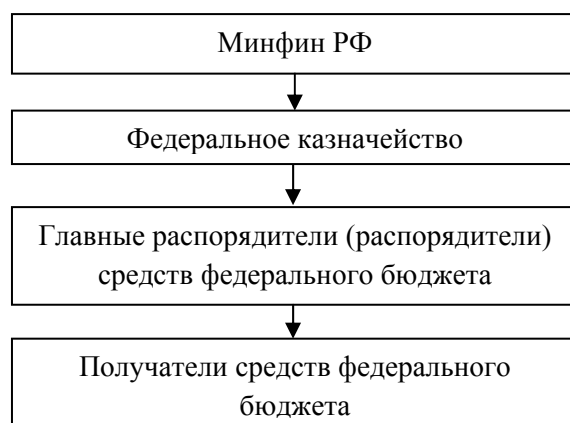 Минфин РФ
Федеральное казначейство
Главные распорядители (распорядители)
средств федерального бюджета
Получатели средств федерального
бюджета